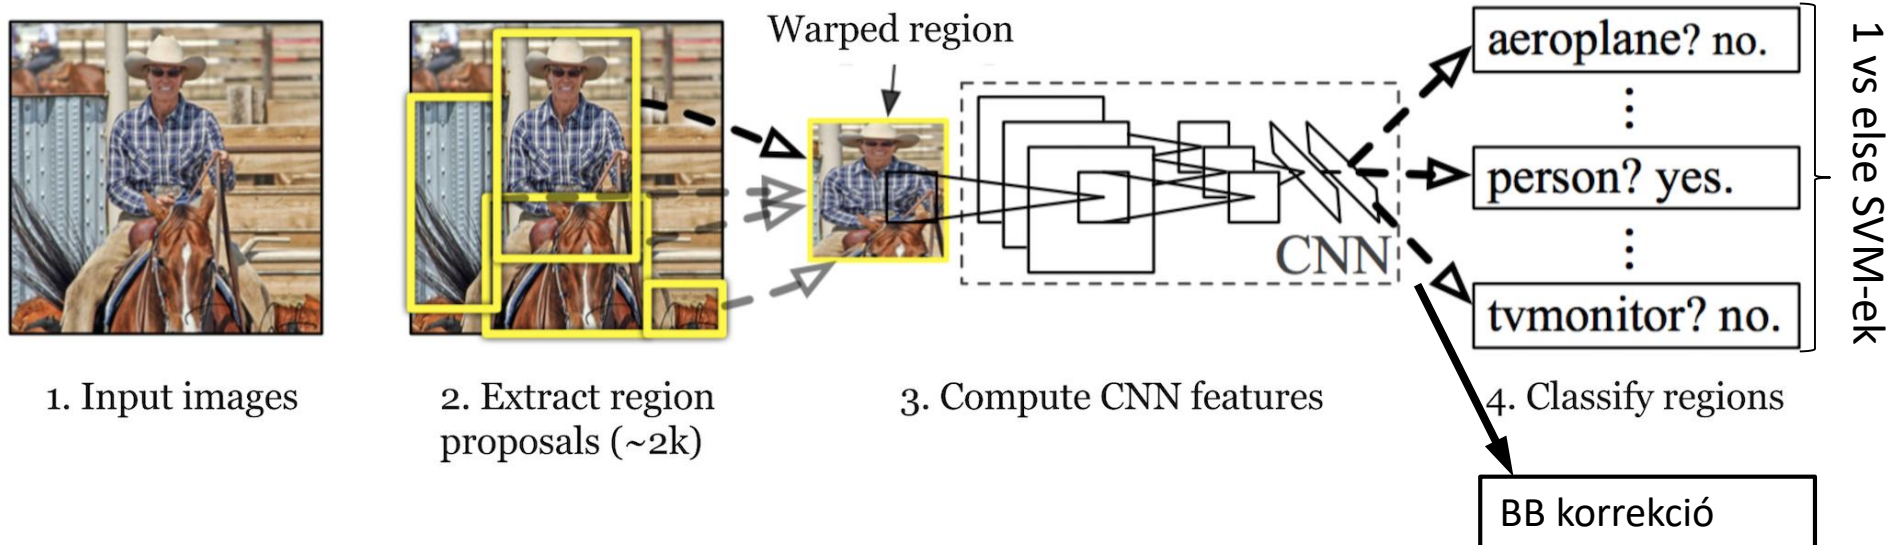 Warped region
aeroplane? no.
person? yes.
tvmonitor? no.
CNN
1 vs else SVM-ek
1. Input images
2. Extract region
proposals (~2k)
3. Compute CNN features
4. Classify regions
BB korrekció